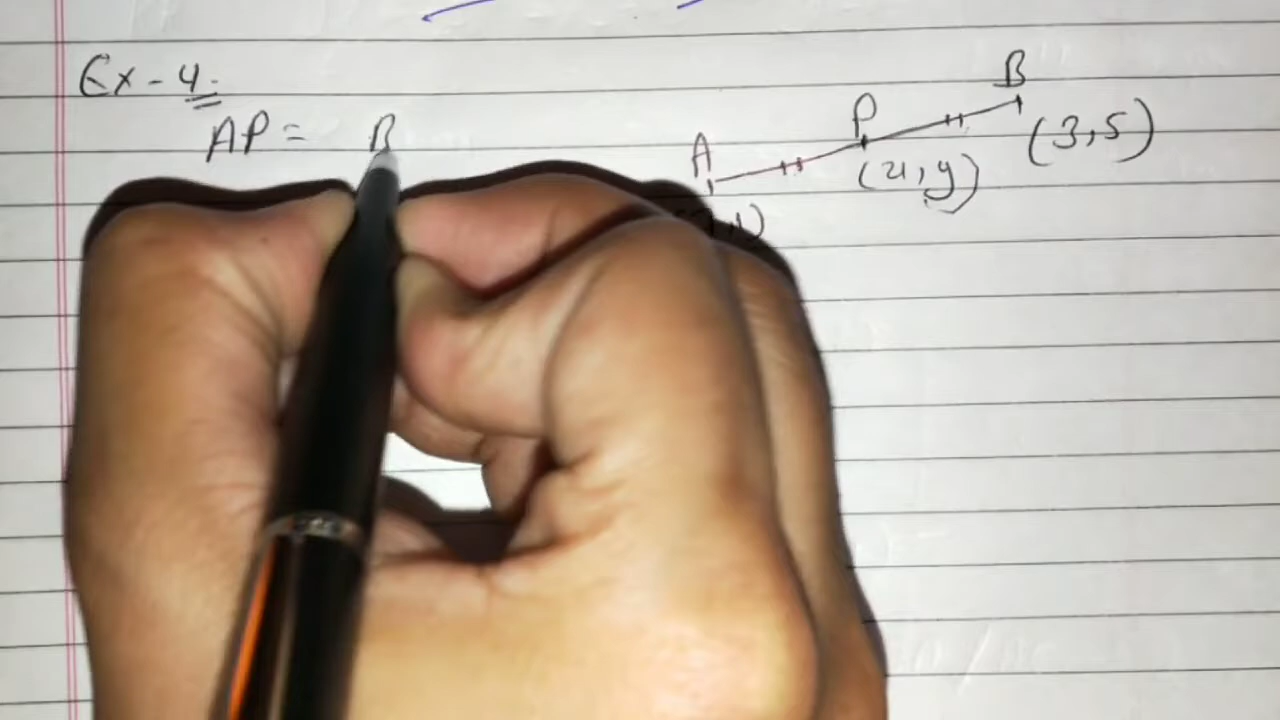 Ex - 4.
AP = B
A P B
(x, y) (3, 5)